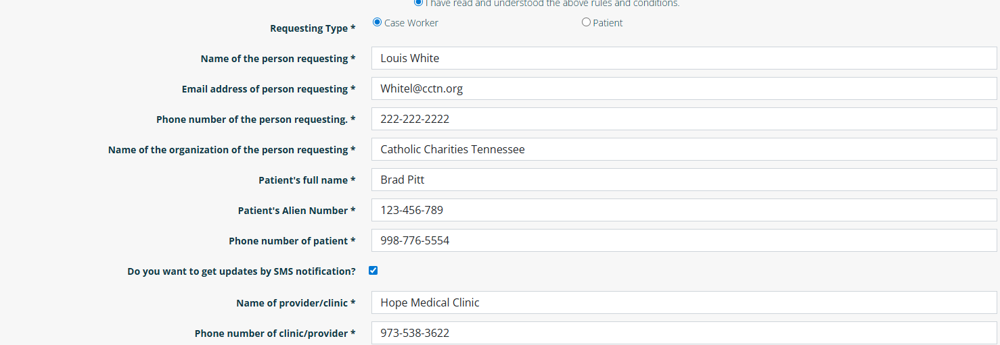 I have read and understood the above rules and conditions.
Requesting Type * Case Worker Patient
Name of the person requesting * Louis White
Email address of person requesting * Whitel@cctn.org
Phone number of the person requesting. * 222-222-2222
Name of the organization of the person requesting * Catholic Charities Tennessee
Patient's full name * Brad Pitt
Patient's Alien Number * 123-456-789
Phone number of patient * 998-776-5554
Do you want to get updates by SMS notification?
Name of provider/clinic * Hope Medical Clinic
Phone number of clinic/provider * 973-538-3622